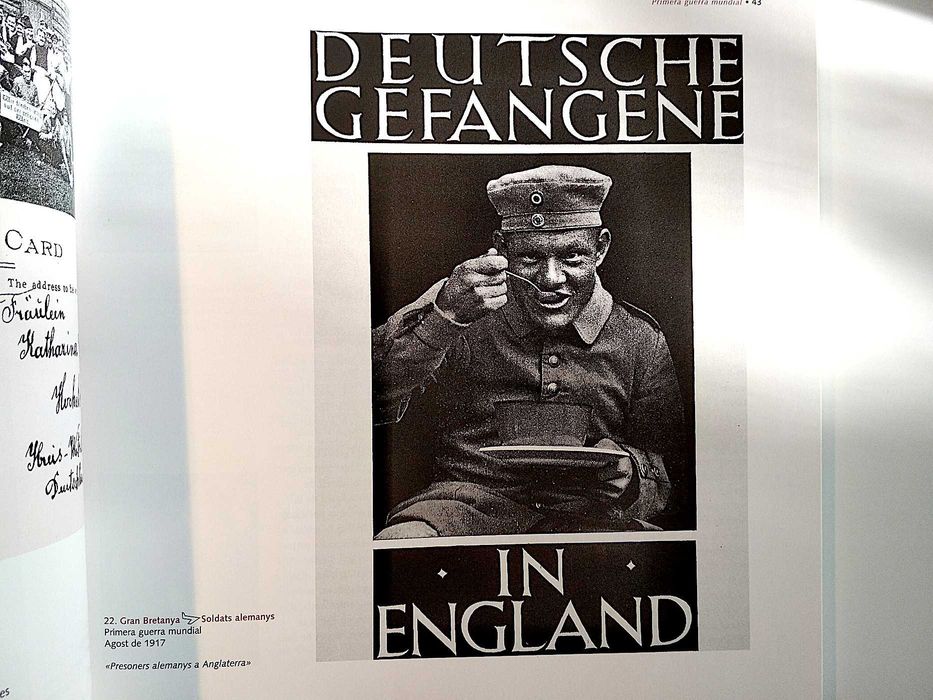 Primera guerra mundial • 43
DEUTSCHE
GEFANGENE
IN
ENGLAND
CARD
The address to
Fräulein
Katharina
Kreis-
22. Gran Bretanya Soldats alemanys
Primera guerra mundial
Agost de 1917
«Presoners alemanys a Anglaterra»